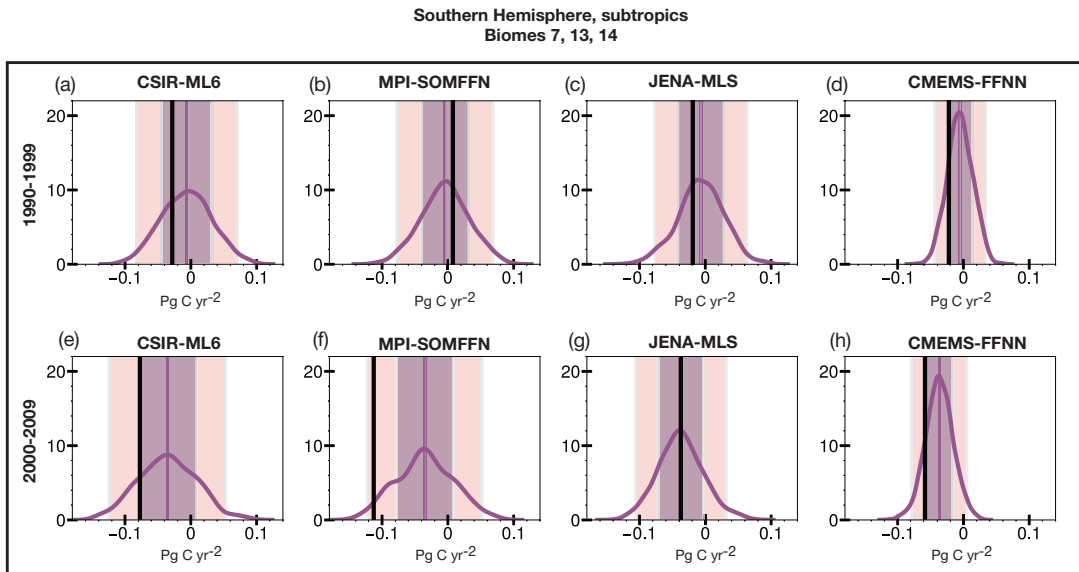 Southern Hemisphere, subtropics
Biomes 7, 13, 14
(a) CSIR-ML6 (b) MPI-SOMFFN (c) JENA-MLS (d) CMEMS-FFNN
1990-1999
20 20 20 20
10 10 10 10
0 0 0 0
−0.1 0 0.1 −0.1 0 0.1 −0.1 0 0.1 −0.1 0 0.1
Pg C yr-2 Pg C yr-2 Pg C yr-2 Pg C yr-2
(e) CSIR-ML6 (f) MPI-SOMFFN (g) JENA-MLS (h) CMEMS-FFNN
2000-2009
20 20 20 20
10 10 10 10
0 0 0 0
−0.1 0 0.1 −0.1 0 0.1 −0.1 0 0.1 −0.1 0 0.1
Pg C yr-2 Pg C yr-2 Pg C yr-2 Pg C yr-2